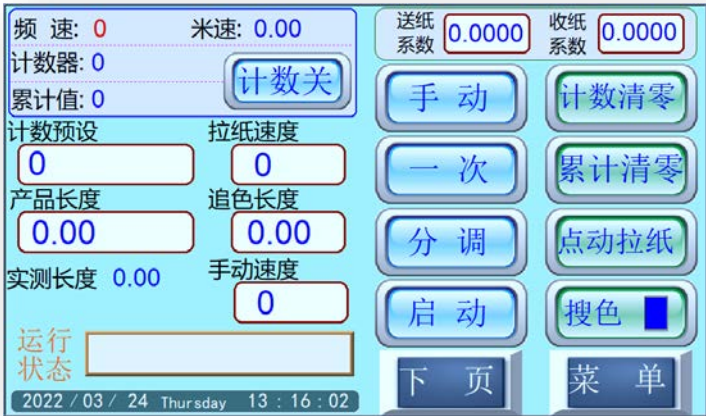 频 速: 0 米速: 0.00
计数器: 0
累计值: 0
计数关
送纸系数 0.0000
收纸系数 0.0000
计数预设 拉纸速度
0 0
产品长度 追色长度
0.00 0.00
实测长度 0.00 手动速度
0
运行状态
2022 / 03 / 24 Thursday 13 : 16 : 02
手 动 计数清零
一 次 累计清零
分 调 点动拉纸
启 动 搜色
下 页 菜 单